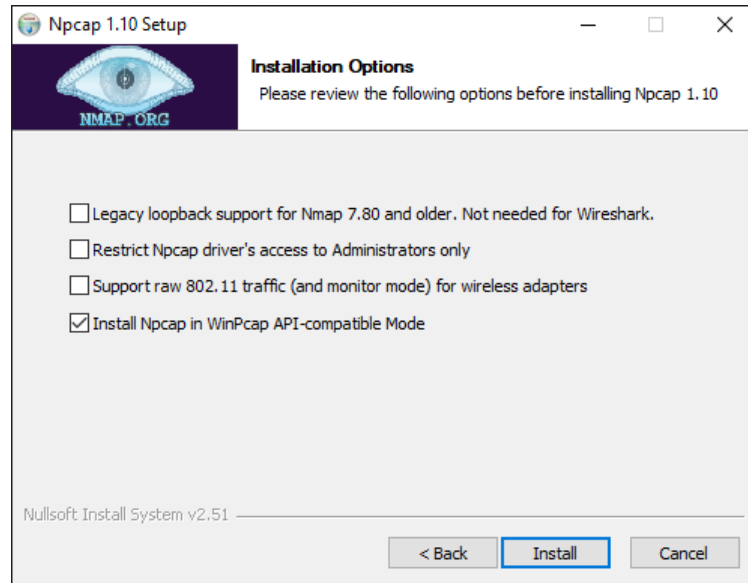 Npcap 1.10 Setup
Installation Options
Please review the following options before installing Npcap 1.10
NMAP.ORG
Legacy loopback support for Nmap 7.80 and older. Not needed for Wireshark.
Restrict Npcap driver's access to Administrators only
Support raw 802.11 traffic (and monitor mode) for wireless adapters
Install Npcap in WinPcap API-compatible Mode
Nullsoft Install System v2.51
< Back
Install
Cancel